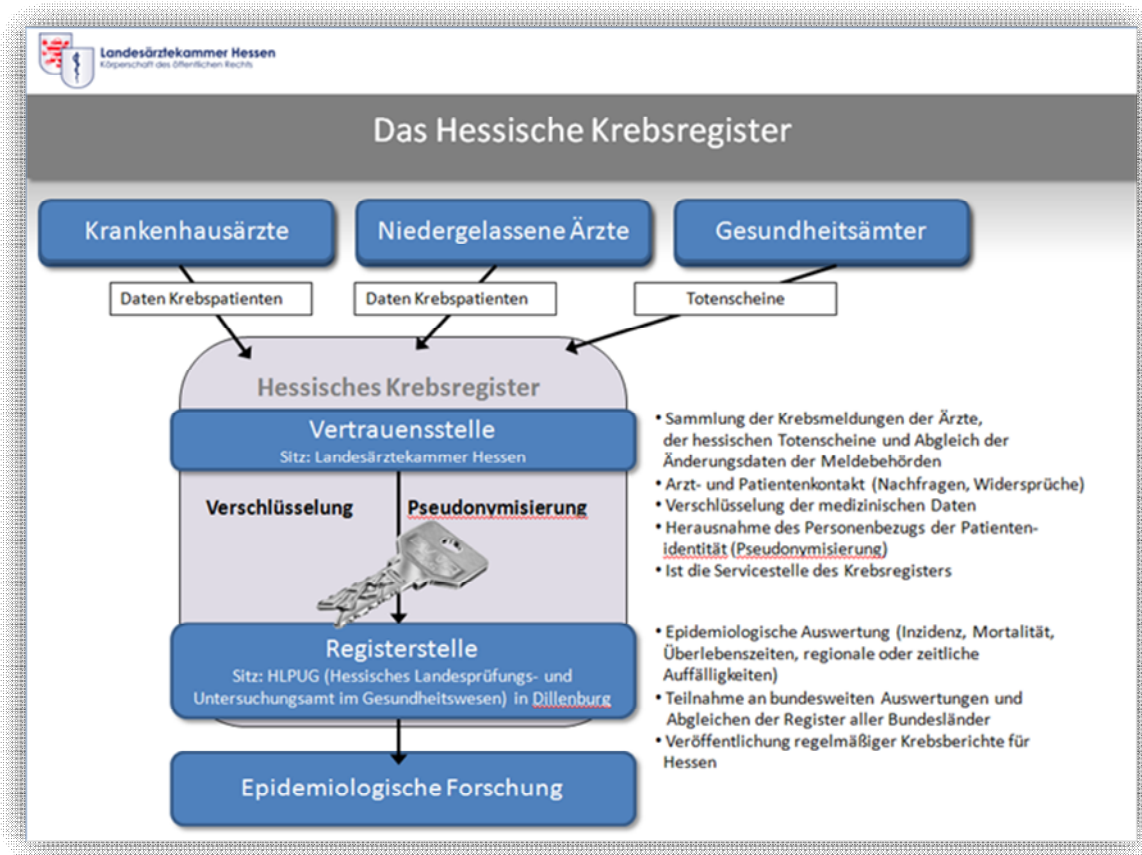 Landesärztekammer Hessen
Körperschaft des öffentlichen Rechts
Das Hessische Krebsregister
Krankenhausärzte
Niedergelassene Ärzte
Gesundheitsämter
Daten Krebspatienten
Daten Krebspatienten
Totenscheine
Hessisches Krebsregister
Vertrauensstelle
Sitz: Landesärztekammer Hessen
Verschlüsselung
Pseudonymisierung
• Sammlung der Krebsmeldungen der Ärzte,
der hessischen Totenscheine und Abgleich der
Änderungsdaten der Meldebehörden
• Arzt- und Patientenkontakt (Nachfragen, Widersprüche)
• Verschlüsselung der medizinischen Daten
• Herausnahme des Personenbezugs der Patienten-
identität (Pseudonymisierung)
• Ist die Servicestelle des Krebsregisters
Registerstelle
Sitz: HLPUG (Hessisches Landesprüfungs- und
Untersuchungsamt im Gesundheitswesen) in Dillenburg
• Epidemiologische Auswertung (Inzidenz, Mortalität,
Überlebenszeiten, regionale oder zeitliche
Auffälligkeiten)
• Teilnahme an bundesweiten Auswertungen und
Abgleichen der Register aller Bundesländer
• Veröffentlichung regelmäßiger Krebsberichte für
Hessen
Epidemiologische Forschung